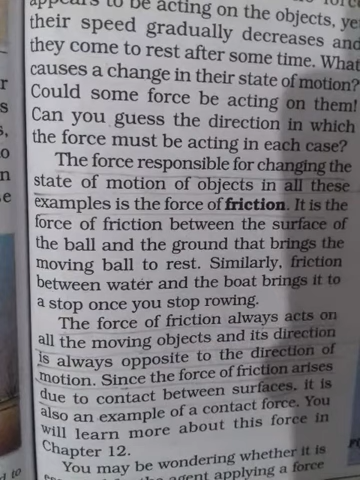 to be acting on the objects, ye
their speed gradually decreases and
they come to rest after some time. What
causes a change in their state of motion?
Could some force be acting on them!
Can you guess the direction in which
the force must be acting in each case?
The force responsible for changing the
state of motion of objects in all these
examples is the force of friction. It is the
force of friction between the surface of
the ball and the ground that brings the
moving ball to rest. Similarly, friction
between water and the boat brings it to
a stop once you stop rowing.
The force of friction always acts on
all the moving objects and its direction
is always opposite to the direction of
motion. Since the force of friction arises
due to contact between surfaces, it is
also an example of a contact force. You
will learn more about this force in
Chapter 12.
You may be wondering whether it is
agent applying a force